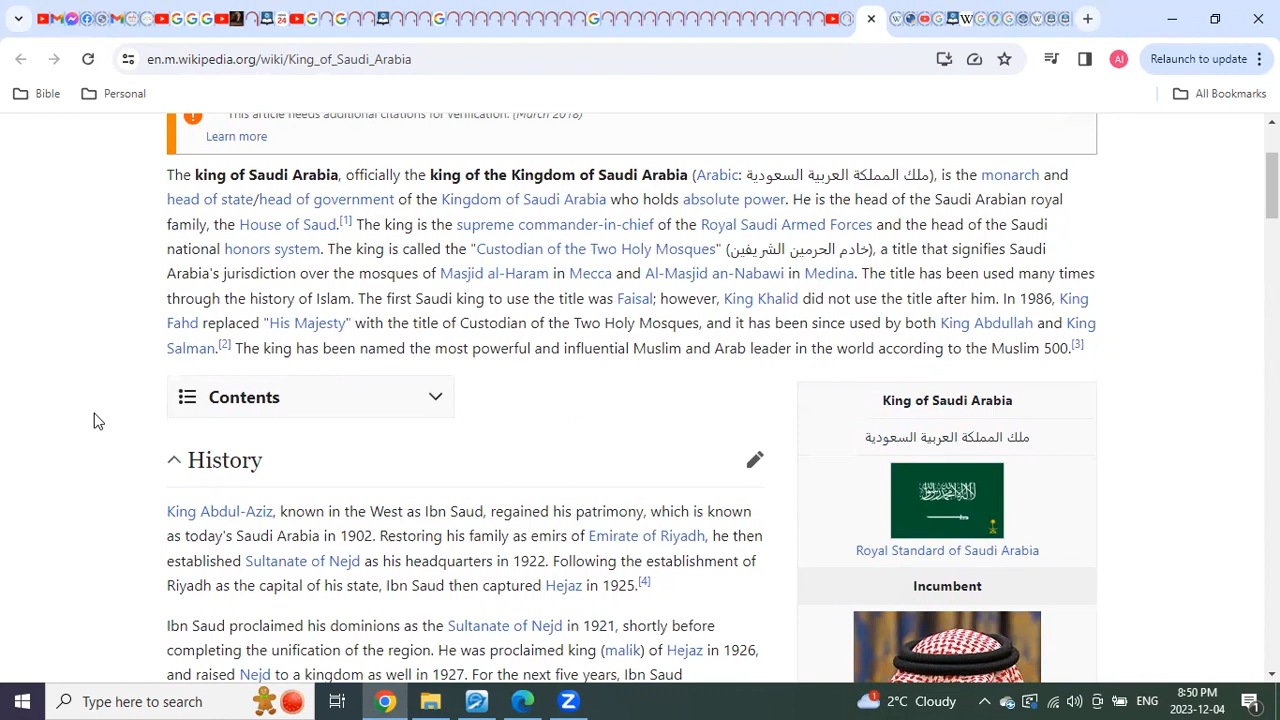 Relaunch to update
en.m.wikipedia.org/wiki/King_of_Saudi_Arabia
AI
Bible
Personal
All Bookmarks
This article needs additional citations for verification. (March 2018)
Learn more
The king of Saudi Arabia, officially the king of the Kingdom of Saudi Arabia (Arabic: ملك المملكة العربية السعودية), is the monarch and
head of state/head of government of the Kingdom of Saudi Arabia who holds absolute power. He is the head of the Saudi Arabian royal
family, the House of Saud.[1] The king is the supreme commander-in-chief of the Royal Saudi Armed Forces and the head of the Saudi
national honors system. The king is called the "Custodian of the Two Holy Mosques" (خادم الحرمين الشريفين), a title that signifies Saudi
Arabia's jurisdiction over the mosques of Masjid al-Haram in Mecca and Al-Masjid an-Nabawi in Medina. The title has been used many times
through the history of Islam. The first Saudi king to use the title was Faisal; however, King Khalid did not use the title after him. In 1986, King
Fahd replaced "His Majesty" with the title of Custodian of the Two Holy Mosques, and it has been since used by both King Abdullah and King
Salman.[2] The king has been named the most powerful and influential Muslim and Arab leader in the world according to the Muslim 500.[3]
Contents
History
King Abdul-Aziz, known in the West as Ibn Saud, regained his patrimony, which is known
as today's Saudi Arabia in 1902. Restoring his family as emirs of Emirate of Riyadh, he then
established Sultanate of Nejd as his headquarters in 1922. Following the establishment of
Riyadh as the capital of his state, Ibn Saud then captured Hejaz in 1925.[4]
Ibn Saud proclaimed his dominions as the Sultanate of Nejd in 1921, shortly before
completing the unification of the region. He was proclaimed king (malik) of Hejaz in 1926,
and raised Nejd to a kingdom as well in 1927. For the next five years, Ibn Saud
King of Saudi Arabia
ملك المملكة العربية السعودية
Royal Standard of Saudi Arabia
Incumbent
Type here to search
1
2°C Cloudy
ENG
8:50 PM
2023-12-04
1